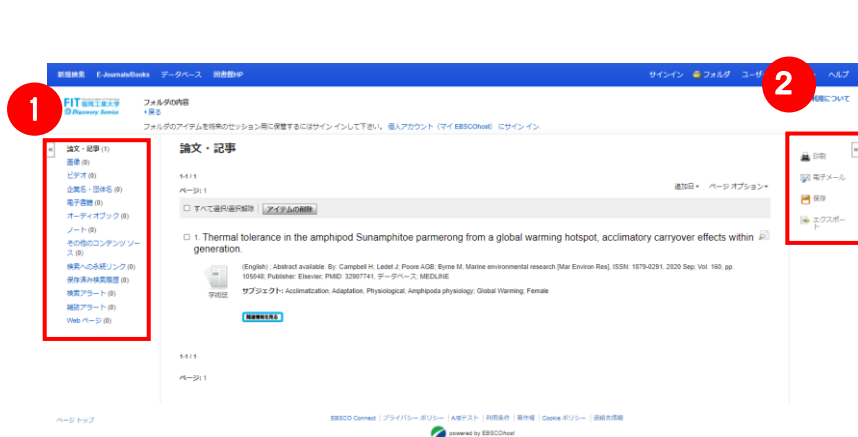 新規検索 E-Journals/Books データベース 図書館HP サインイン フォルダ ユーザ ヘルプ
1
2
FIT 福岡工業大学
Discovery Service
フォルダの内容
戻る
利用について
フォルダのアイテムを将来のセッション用に保管するにはサインインして下さい。 個人アカウント（マイ EBSCOhost） にサイン イン.
«
論文・記事 (1)
画像 (0)
ビデオ (0)
企業名・団体名 (0)
電子書籍 (0)
オーディオブック (0)
ノート (0)
その他のコンテンツ ソー
ス (0)
検索への永続リンク (0)
保存済み検索履歴 (0)
検索アラート (0)
雑誌アラート (0)
Web ページ (0)
論文・記事
1-1 / 1
ページ: 1
追加日 ページ オプション
すべて選択/選択解除 アイテムの削除
1. Thermal tolerance in the amphipod Sunamphitoe parmerong from a global warming hotspot, acclimatory carryover effects within
generation.
(English) ; Abstract available. By: Campbell H; Ledet J; Poore AGB; Byrne M, Marine environmental research [Mar Environ Res], ISSN: 1879-0291, 2020 Sep; Vol. 160, pp.
105048; Publisher: Elsevier; PMID: 32907741, データベース: MEDLINE
学術誌
サブジェクト: Acclimatization; Adaptation, Physiological; Amphipoda physiology; Global Warming; Female
関連情報を見る
1-1 / 1
ページ: 1
»
印刷
電子メール
保存
エクスポー
ト
ページ トップ
EBSCO Connect プライバシー ポリシー A/Bテスト 利用条件 著作権 Cookie ポリシー 連絡先情報
powered by EBSCOhost